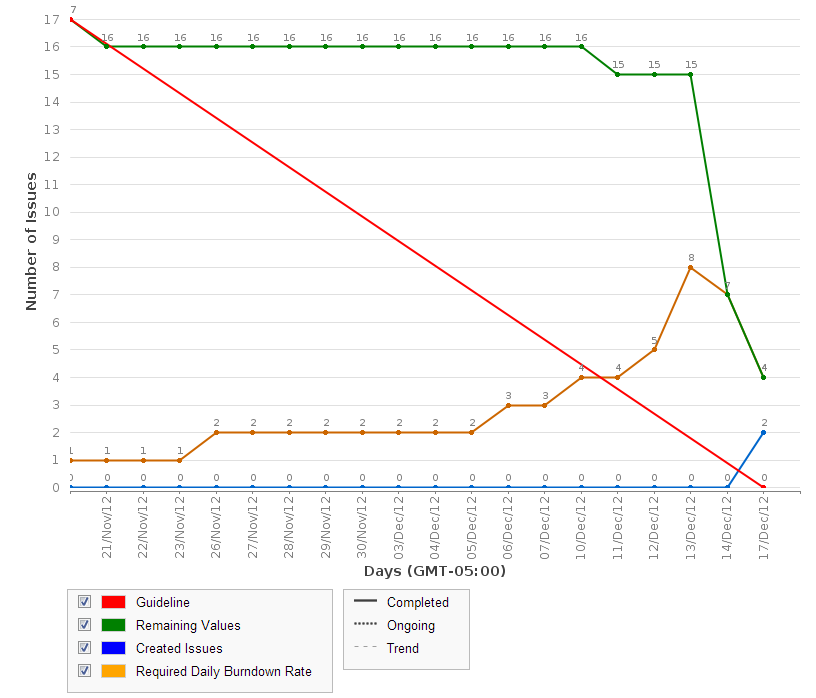 7
17
16 16 16 16 16 16 16 16 16 16 16 16 16 16
16
15 15 15
15
14
13
12
11
10
9
8
8
7
7
6
5
5
4 4 4
4
3 3
3
2 2 2 2 2 2 2 2 2
2
1 1 1 1
1
0 0 0 0 0 0 0 0 0 0 0 0 0 0 0 0 0 0 0 0
0
Number of Issues
21/Nov/12
22/Nov/12
23/Nov/12
26/Nov/12
27/Nov/12
28/Nov/12
29/Nov/12
30/Nov/12
03/Dec/12
04/Dec/12
05/Dec/12
06/Dec/12
07/Dec/12
10/Dec/12
11/Dec/12
12/Dec/12
13/Dec/12
14/Dec/12
17/Dec/12
Days (GMT-05:00)
Guideline
Remaining Values
Created Issues
Required Daily Burndown Rate
Completed
Ongoing
Trend